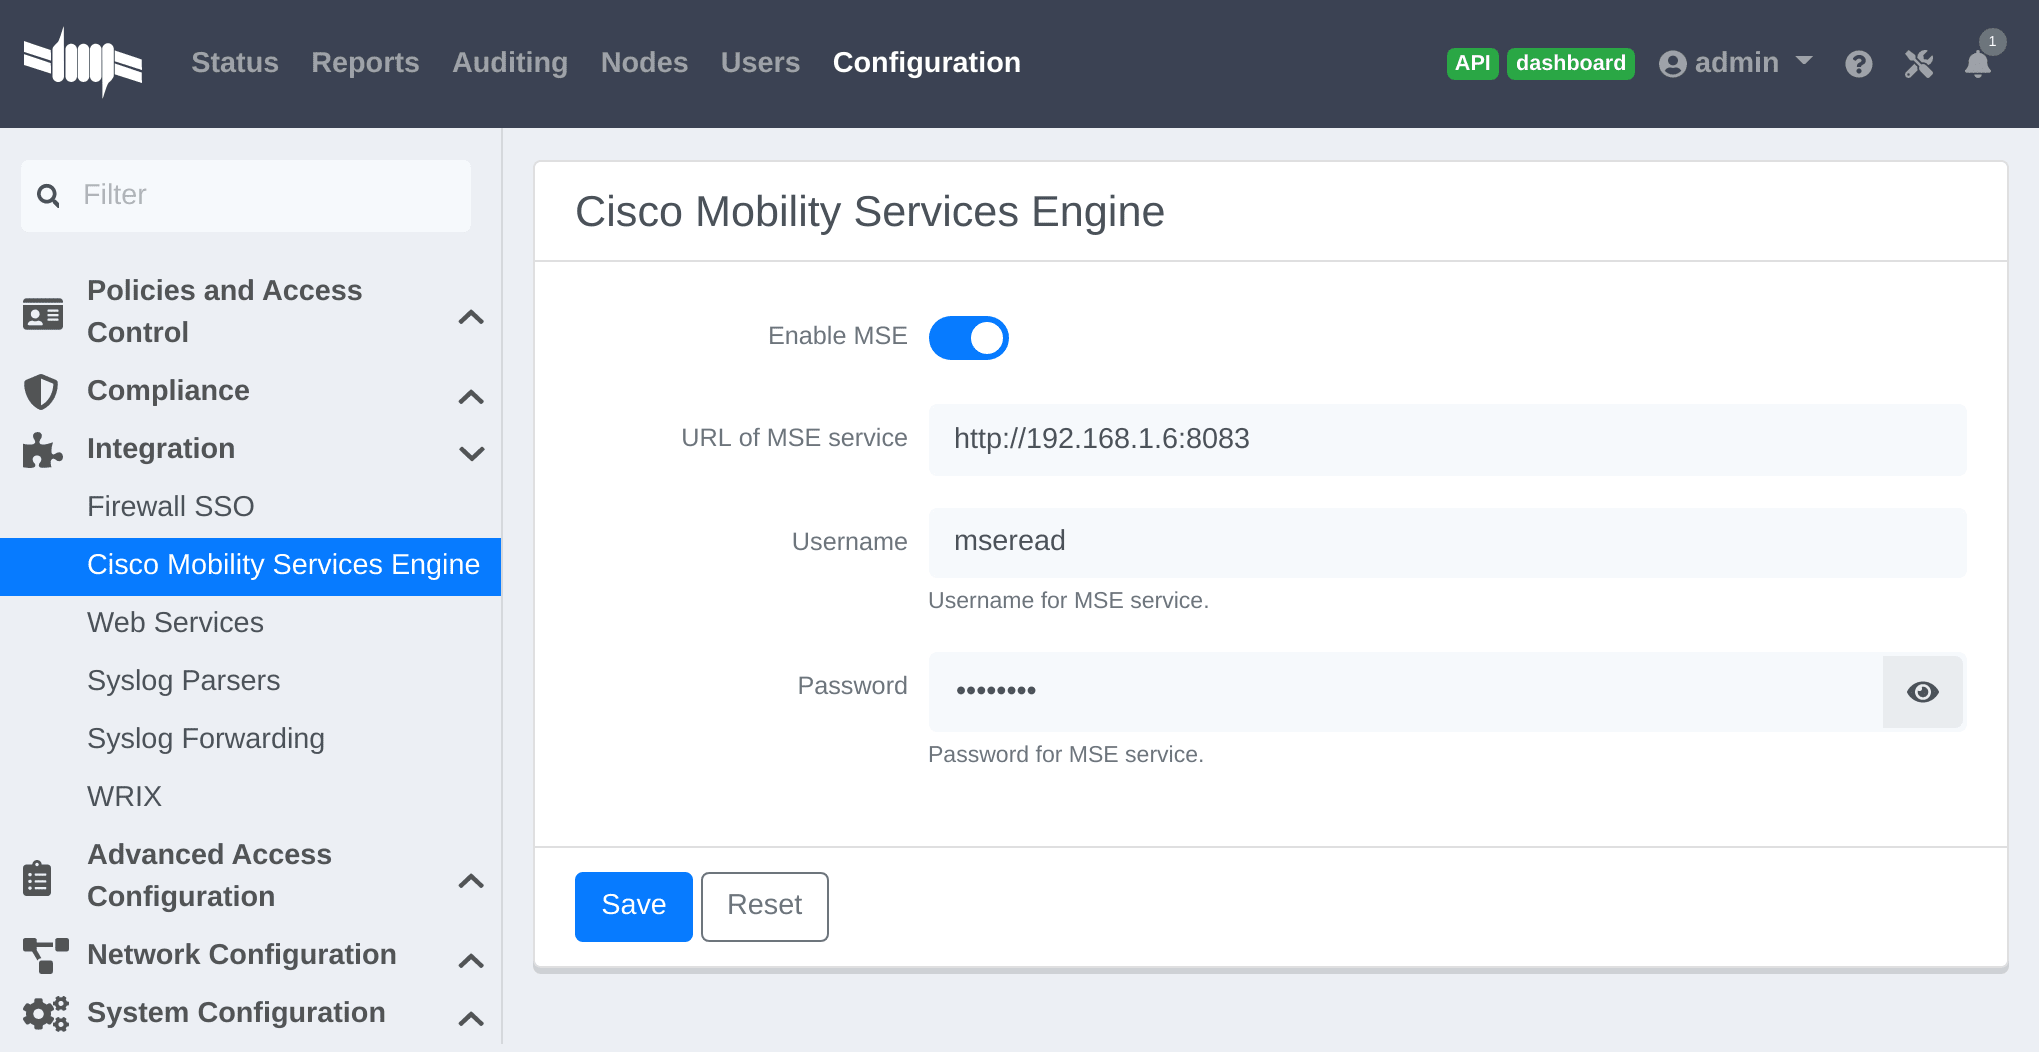 Status Reports Auditing Nodes Users Configuration API dashboard admin 1
Filter
Policies and Access
Control
Compliance
Integration
Firewall SSO
Cisco Mobility Services Engine
Web Services
Syslog Parsers
Syslog Forwarding
WRIX
Advanced Access
Configuration
Network Configuration
System Configuration
Cisco Mobility Services Engine
Enable MSE
URL of MSE service http://192.168.1.6:8083
Username mseread
Username for MSE service.
Password ••••••••
Password for MSE service.
Save Reset